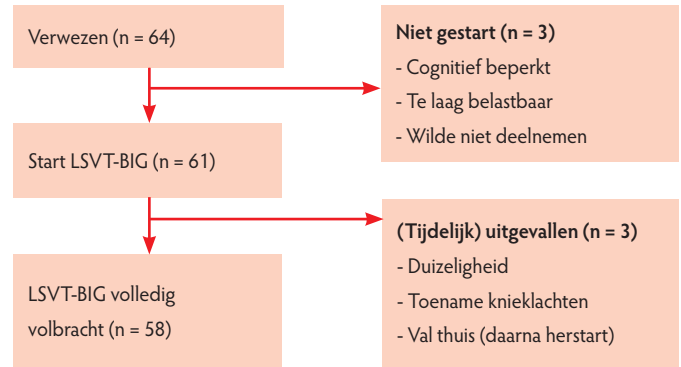 Verwezen (n = 64)
Niet gestart (n = 3)
- Cognitief beperkt
- Te laag belastbaar
- Wilde niet deelnemen
Start LSVT-BIG (n = 61)
(Tijdelijk) uitgevallen (n = 3)
- Duizeligheid
- Toename knieklachten
- Val thuis (daarna herstart)
LSVT-BIG volledig
volbracht (n = 58)